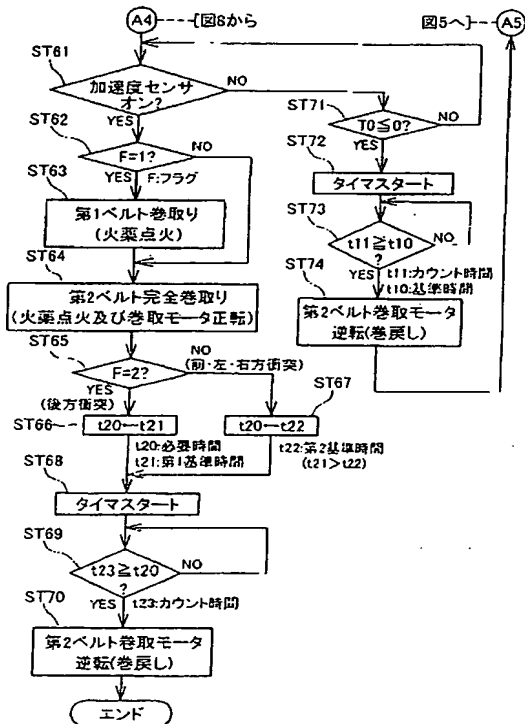 A4
図8から
図5へ
A5
ST61
加速度センサ
オン?
NO
YES
ST62
F=1?
NO
YES
F:フラグ
ST63
第1ベルト巻取り
(火薬点火)
ST64
第2ベルト完全巻取り
(火薬点火及び巻取モータ正転)
ST65
F=2?
NO
(前・左・右方衝突)
YES
(後方衝突)
ST66
t20←t21
ST67
t20←t22
t20:必要時間
t21:第1基準時間
t22:第2基準時間
(t21>t22)
ST68
タイマスタート
ST69
t23≧t20
?
NO
YES
t23:カウント時間
ST70
第2ベルト巻取モータ
逆転(巻戻し)
エンド
ST71
T0≦0?
NO
YES
ST72
タイマスタート
ST73
t11≧t10
?
NO
YES
t11:カウント時間
t10:基準時間
ST74
第2ベルト巻取モータ
逆転(巻戻し)